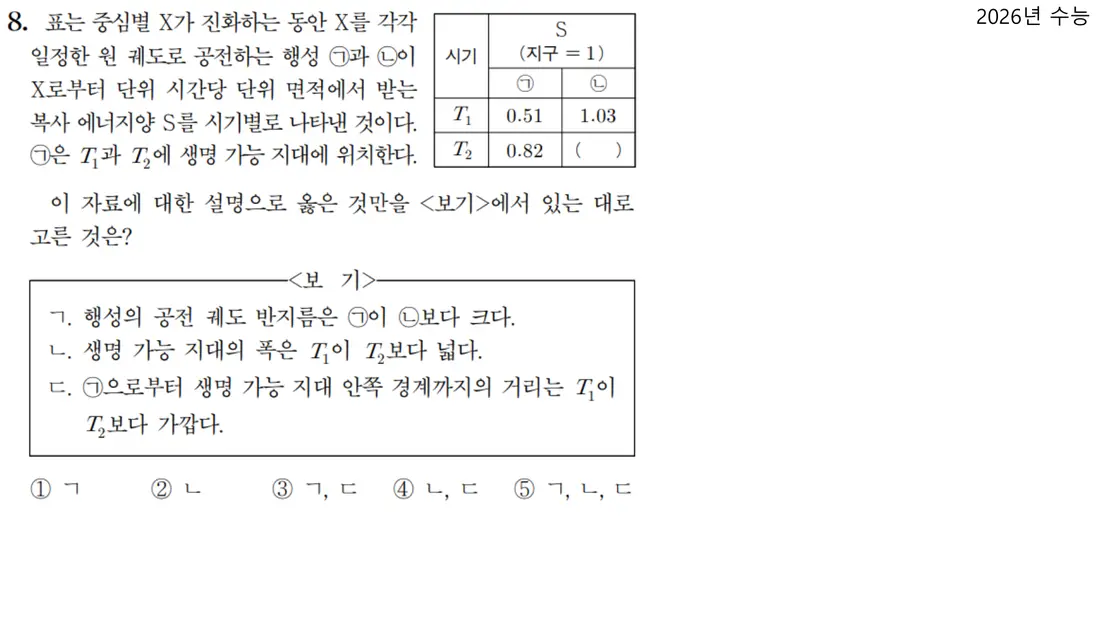 2026년 수능
8. 표는 중심별 X가 진화하는 동안 X를 각각
일정한 원 궤도로 공전하는 행성 ㉠과 ㉡이
X로부터 단위 시간당 단위 면적에서 받는
복사 에너지양 S를 시기별로 나타낸 것이다.
㉠은 T₁과 T₂에 생명 가능 지대에 위치한다.
시기 S (지구 = 1)
㉠ ㉡
T₁ 0.51 1.03
T₂ 0.82 ( )
이 자료에 대한 설명으로 옳은 것만을 <보기>에서 있는 대로
고른 것은?
<보 기>
ㄱ. 행성의 공전 궤도 반지름은 ㉠이 ㉡보다 크다.
ㄴ. 생명 가능 지대의 폭은 T₁이 T₂보다 넓다.
ㄷ. ㉠으로부터 생명 가능 지대 안쪽 경계까지의 거리는 T₁이
T₂보다 가깝다.
① ㄱ ② ㄴ ③ ㄱ, ㄷ ④ ㄴ, ㄷ ⑤ ㄱ, ㄴ, ㄷ